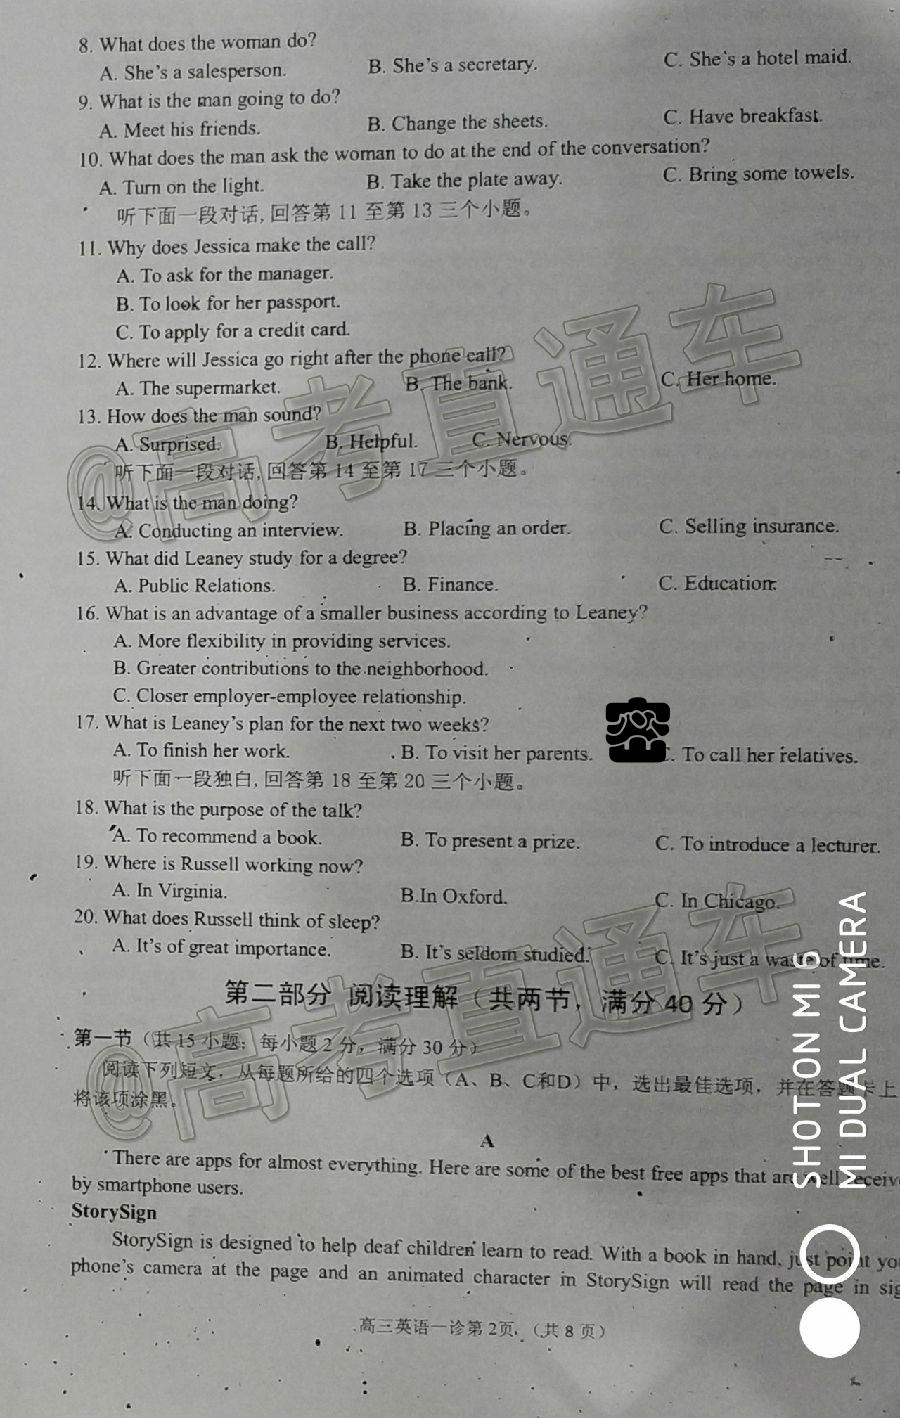 8. What does the woman do?
A. She's a salesperson. B. She's a secretary. C. She's a hotel maid.
9. What is the man going to do?
A. Meet his friends. B. Change the sheets. C. Have breakfast.
10. What does the man ask the woman to do at the end of the conversation?
A. Turn on the light. B. Take the plate away. C. Bring some towels.
听下面一段对话,回答第 11 至第 13 三个小题。
11. Why does Jessica make the call?
A. To ask for the manager.
B. To look for her passport.
C. To apply for a credit card.
12. Where will Jessica go right after the phone call?
A. The supermarket. B. The bank. C. Her home.
13. How does the man sound?
A. Surprised. B. Helpful. C. Nervous.
听下面一段对话,回答第 14 至第 17 三个小题。
14. What is the man doing?
A. Conducting an interview. B. Placing an order. C. Selling insurance.
15. What did Leaney study for a degree?
A. Public Relations. B. Finance. C. Education.
16. What is an advantage of a smaller business according to Leaney?
A. More flexibility in providing services.
B. Greater contributions to the neighborhood.
C. Closer employer-employee relationship.
17. What is Leaney's plan for the next two weeks?
A. To finish her work. B. To visit her parents. C. To call her relatives.
听下面一段独白,回答第 18 至第 20 三个小题。
18. What is the purpose of the talk?
A. To recommend a book. B. To present a prize. C. To introduce a lecturer.
19. Where is Russell working now?
A. In Virginia. B.In Oxford. C. In Chicago.
20. What does Russell think of sleep?
A. It's of great importance. B. It's seldom studied. C. It's just a waste of time.
第二部分 阅读理解（共两节，满分 40 分）
第一节（共 15 小题；每小题 2 分，满分 30 分）
阅读下列短文，从每题所给的四个选项（A、B、C和D）中，选出最佳选项，并在答题卡上
将该项涂黑。
A
There are apps for almost everything. Here are some of the best free apps that are well
by smartphone users.
StorySign
StorySign is designed to help deaf children learn to read. With a book in hand, just point
phone's camera at the page and an animated character in StorySign will read the page in
高三英语一诊第 2页（共 8 页）
@高考直通车
@高考直通车
SHOT ON MI 6
MI DUAL CAMERA